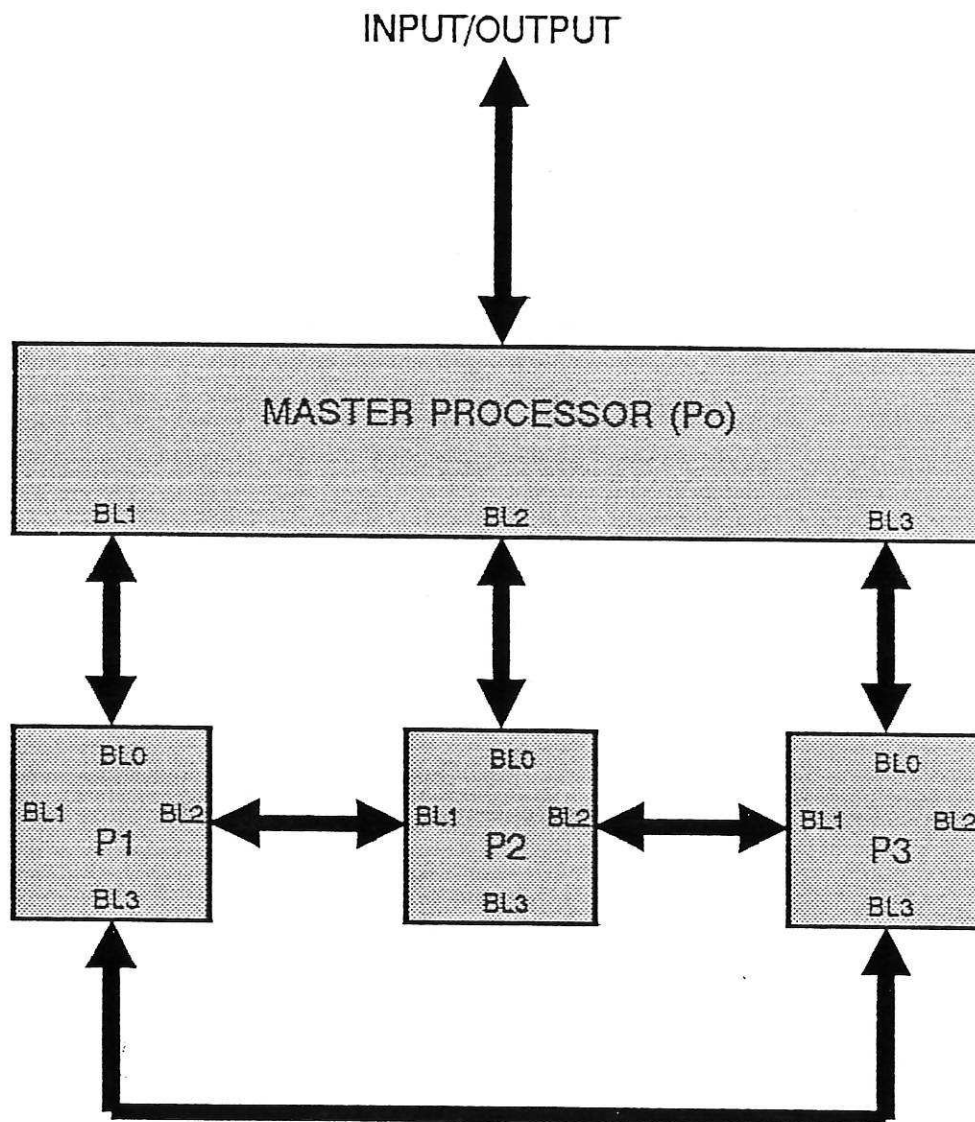 INPUT/OUTPUT
MASTER PROCESSOR (Po)
BL1 BL2 BL3
BL0 BL0 BL0
BL1 BL2 BL1 BL2 BL1 BL2
P1 P2 P3
BL3 BL3 BL3